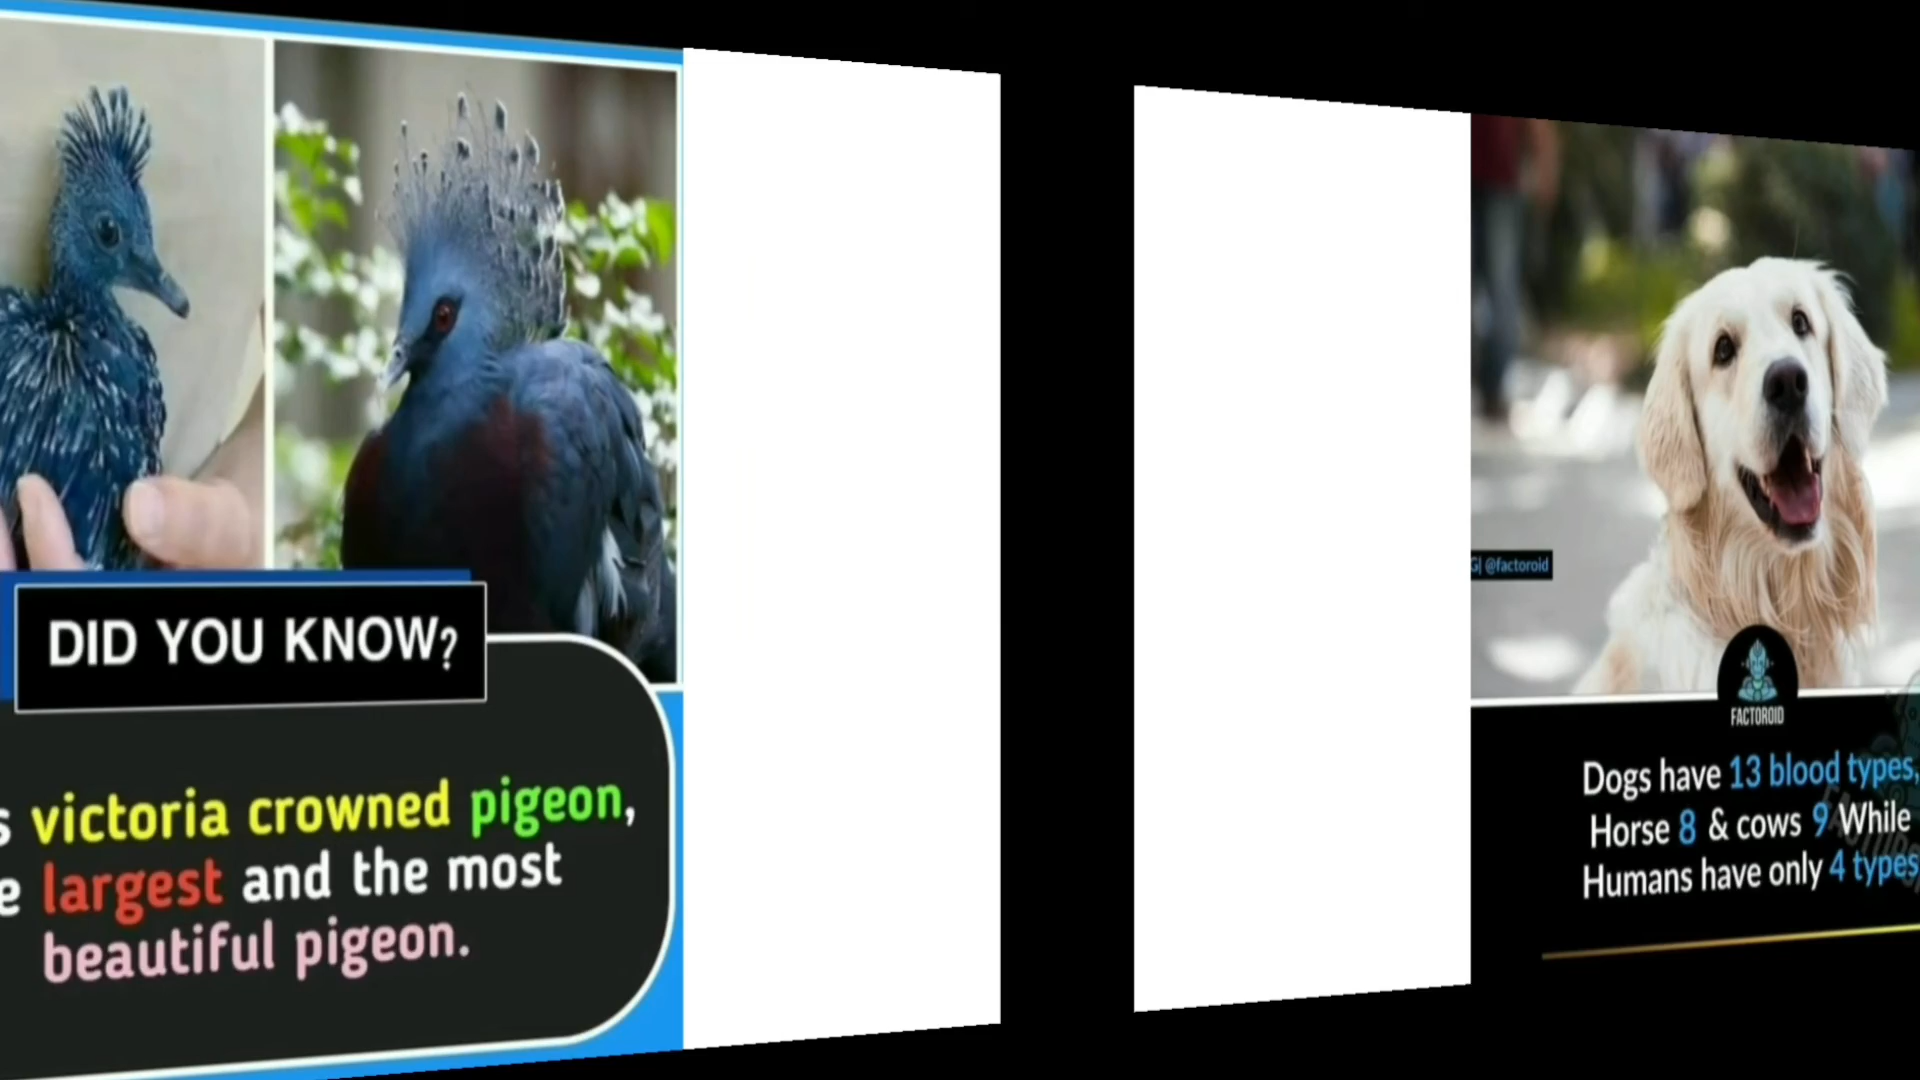 DID YOU KNOW?
victoria crowned pigeon,
largest and the most
beautiful pigeon.
G| @factoroid
FACTOROID
Dogs have 13 blood types,
Horse 8 & cows 9 While
Humans have only 4 types